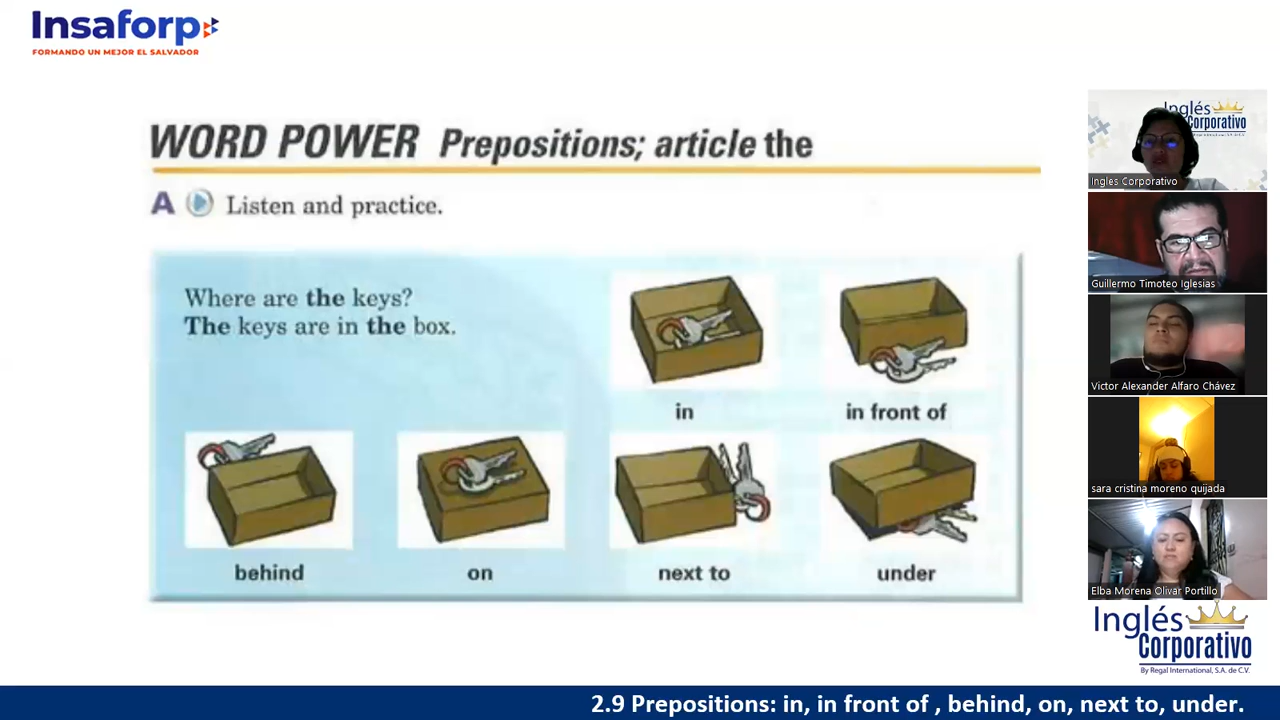 Insaforp
FORMANDO UN MEJOR EL SALVADOR
WORD POWER Prepositions; article the
A Listen and practice.
Where are the keys?
The keys are in the box.
in
in front of
behind
on
next to
under
Inglés
Corporativo
Ingles Corporativo
Guillermo Timoteo Iglesias
Victor Alexander Alfaro Chávez
sara cristina moreno quijada
Elba Morena Olivar Portillo
Inglés
Corporativo
By Regal International, S.A. de C.V.
2.9 Prepositions: in, in front of , behind, on, next to, under.